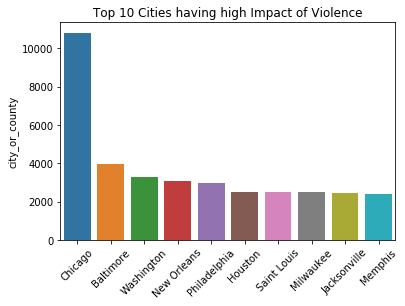 Top 10 Cities having high Impact of Violence
city_or_county
10000
8000
6000
4000
2000
0
Chicago
Baltimore
Washington
New Orleans
Philadelphia
Houston
Saint Louis
Milwaukee
Jacksonville
Memphis